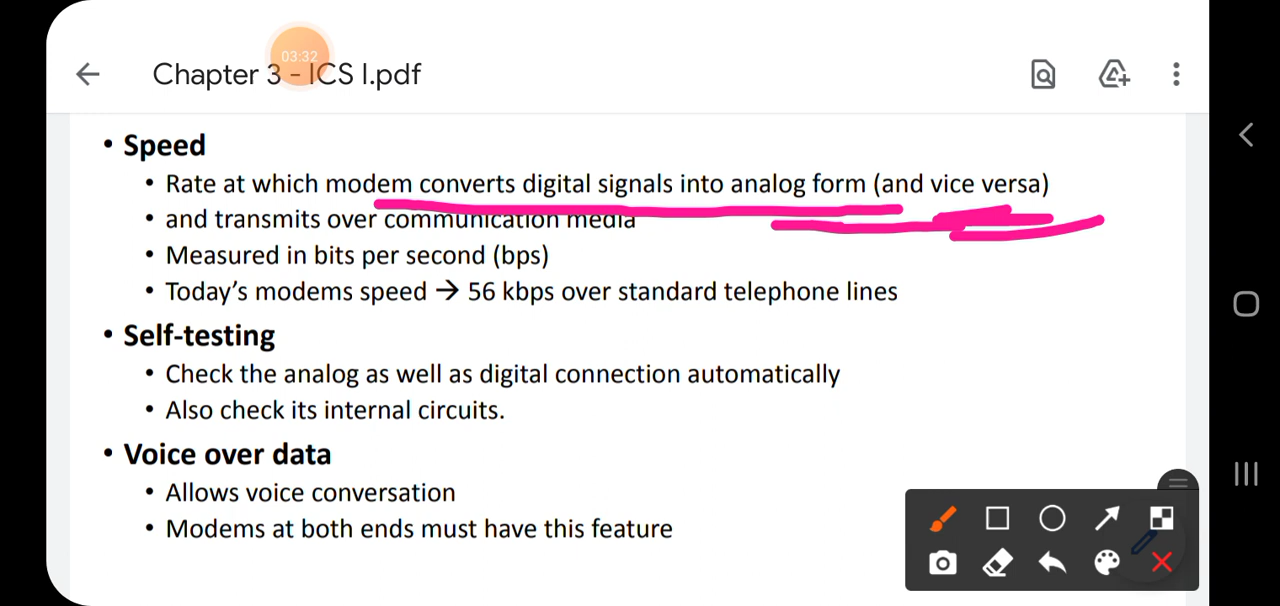 03:32
Chapter 3 - ICS I.pdf
• Speed
• Rate at which modem converts digital signals into analog form (and vice versa)
• and transmits over communication media
• Measured in bits per second (bps)
• Today’s modems speed → 56 kbps over standard telephone lines
• Self-testing
• Check the analog as well as digital connection automatically
• Also check its internal circuits.
• Voice over data
• Allows voice conversation
• Modems at both ends must have this feature